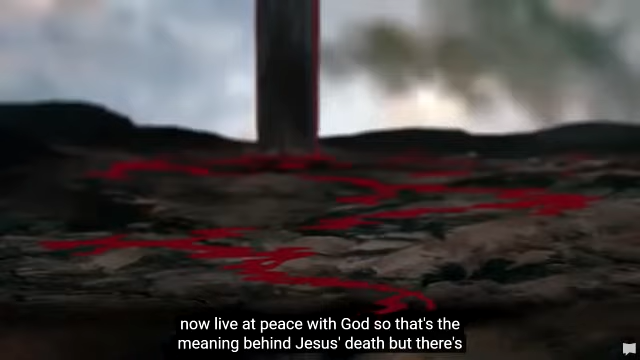 now live at peace with God so that's the
meaning behind Jesus' death but there's